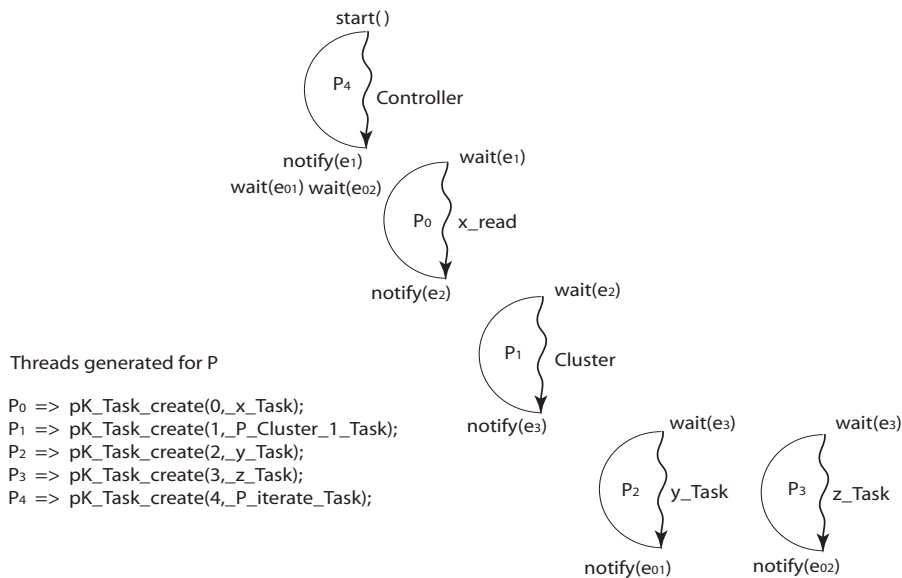 start( )
P4
Controller
notify(e1)
wait(e01) wait(e02)
wait(e1)
P0
x_read
notify(e2)
wait(e2)
P1
Cluster
notify(e3)
Threads generated for P
P0 => pK_Task_create(0,_x_Task);
P1 => pK_Task_create(1,_P_Cluster_1_Task);
P2 => pK_Task_create(2,_y_Task);
P3 => pK_Task_create(3,_z_Task);
P4 => pK_Task_create(4,_P_iterate_Task);
wait(e3)
P2
y_Task
notify(e01)
wait(e3)
P3
z_Task
notify(e02)